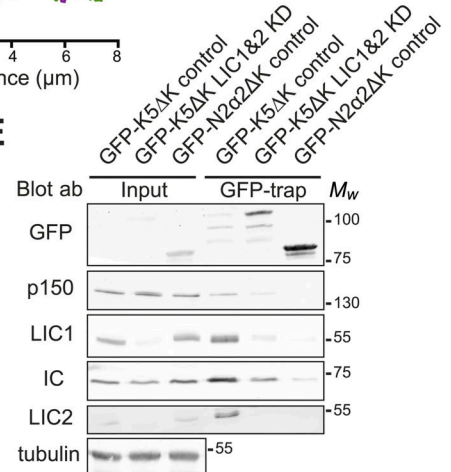 4 6 8
nce (µm)
E
GFP-K5ΔK control
GFP-K5ΔK LIC1&2 KD
GFP-N2α2ΔK control
GFP-K5ΔK control
GFP-K5ΔK LIC1&2 KD
GFP-N2α2ΔK control
Blot ab Input GFP-trap Mw
GFP -100
-75
p150 -130
LIC1 -55
IC -75
LIC2 -55
tubulin -55